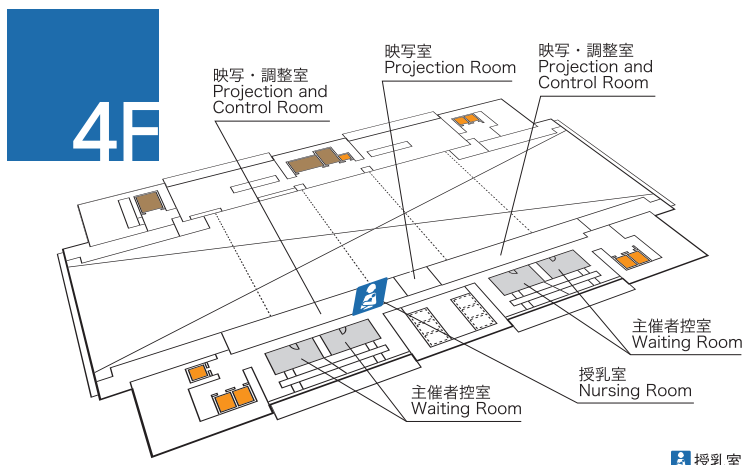 4F
映写・調整室
Projection and
Control Room
映写室
Projection Room
映写・調整室
Projection and
Control Room
主催者控室
Waiting Room
授乳室
Nursing Room
主催者控室
Waiting Room
授乳室